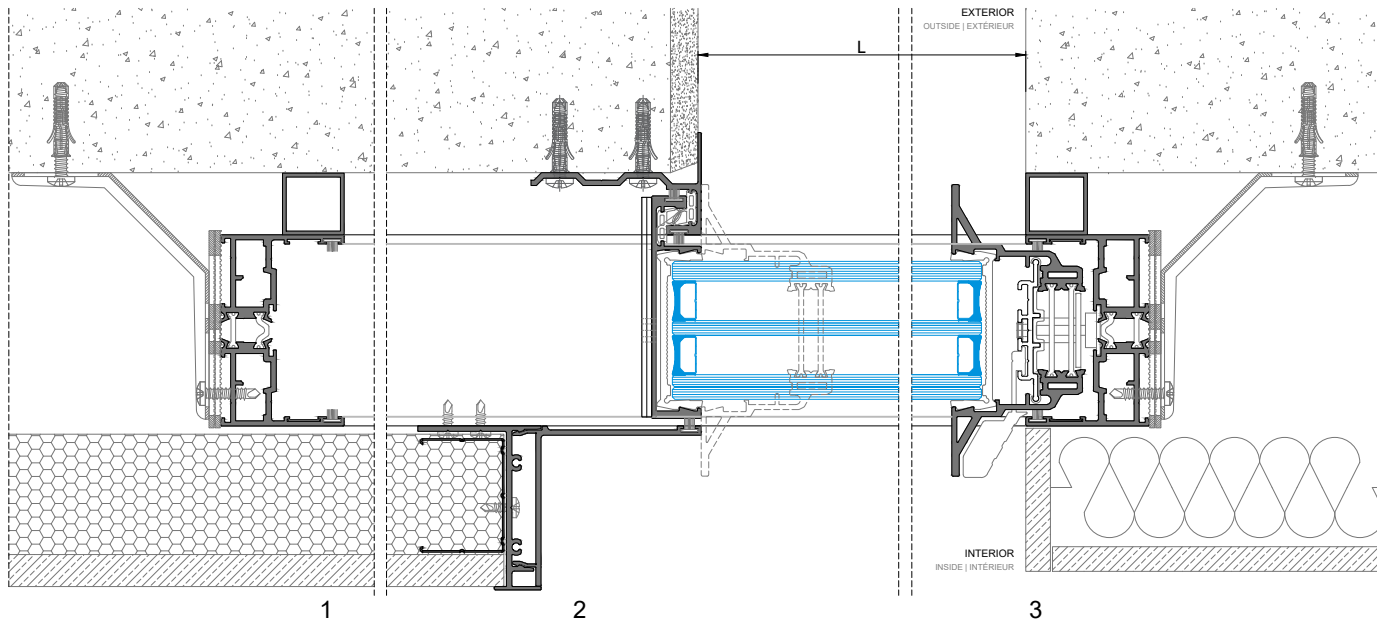 EXTERIOR
OUTSIDE | EXTÉRIEUR
L
INTERIOR
INSIDE | INTÉRIEUR
1
2
3